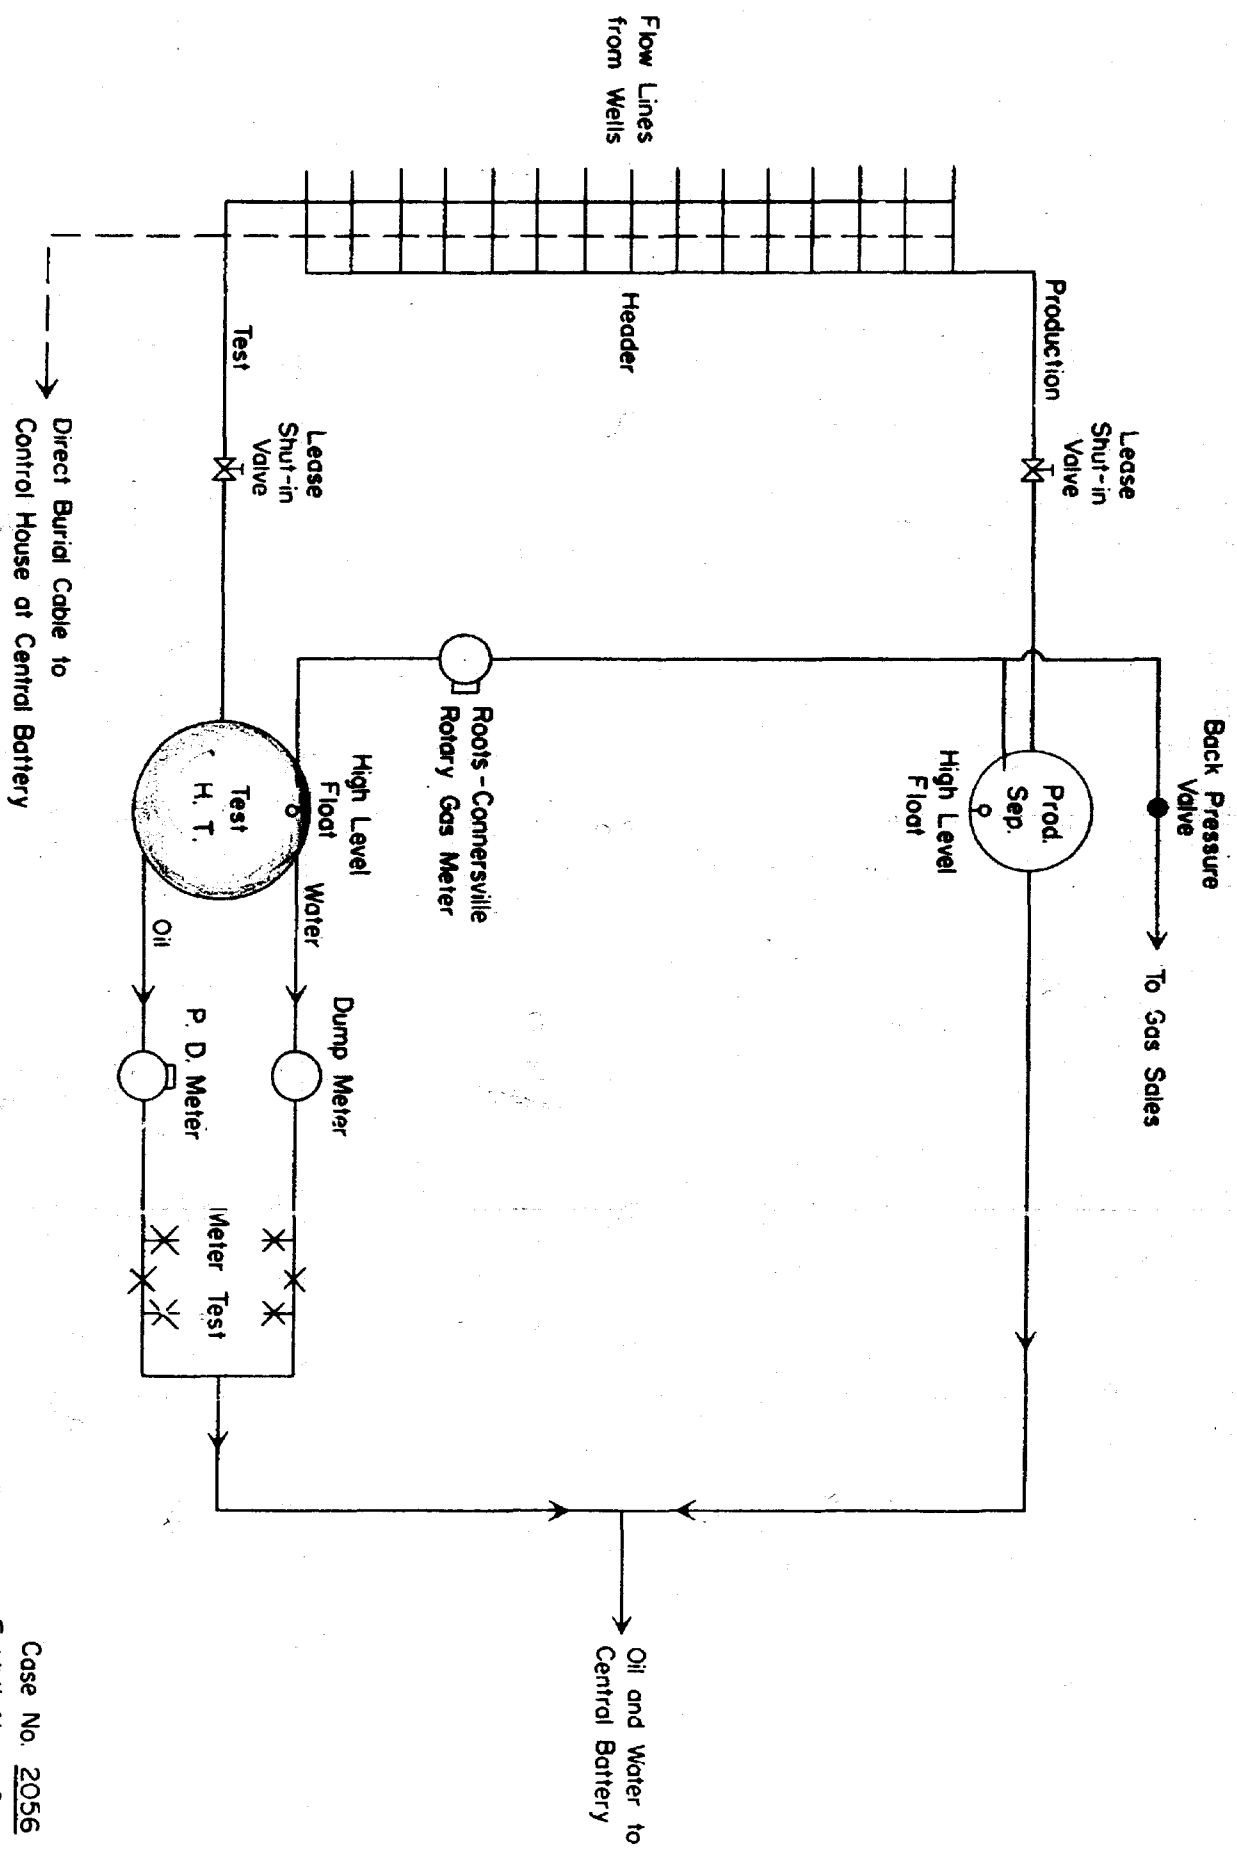 Back Pressure
Valve
To Gas Sales
Lease
Shut-in
Valve
Production
Prod.
Sep.
High Level
Float
Flow Lines
from Wells
Header
Oil and Water to
Central Battery
Roots-Connersville
Rotary Gas Meter
High Level
Float
Water
Dump Meter
Lease
Shut-in
Valve
Test
Test
H. T.
Meter Test
Oil
P. D. Meter
Direct Burial Cable to
Control House at Central Battery
Case No. 2056